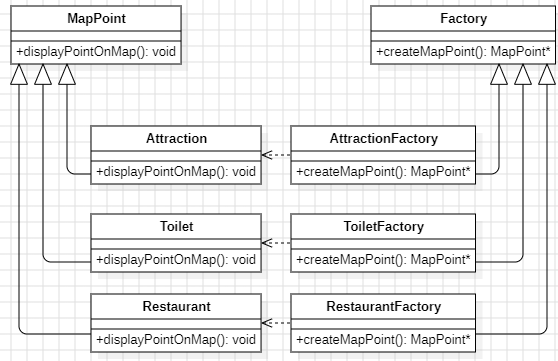 MapPoint
+displayPointOnMap(): void
Factory
+createMapPoint(): MapPoint*
Attraction
+displayPointOnMap(): void
AttractionFactory
+createMapPoint(): MapPoint*
Toilet
+displayPointOnMap(): void
ToiletFactory
+createMapPoint(): MapPoint*
Restaurant
+displayPointOnMap(): void
RestaurantFactory
+createMapPoint(): MapPoint*